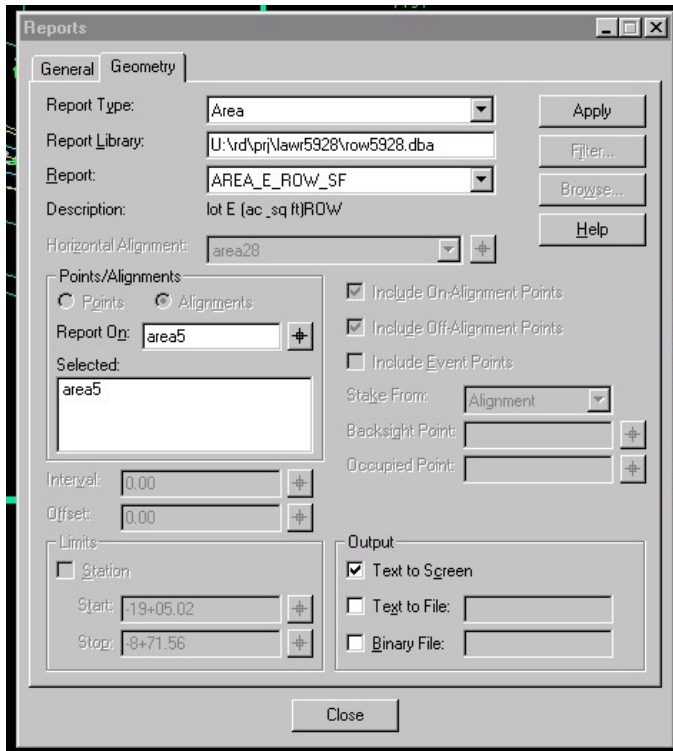 Reports
General
Geometry
Report Type:
Area
Apply
Report Library:
U:\rd\prj\lawr5928\row5928.dba
Filter...
Report:
AREA_E_ROW_SF
Browse...
Description:
lot E (ac_sq ft)ROW
Help
Horizontal Alignment:
area28
Points/Alignments
Points
Alignments
Include On-Alignment Points
Report On:
area5
Include Off-Alignment Points
Selected:
Include Event Points
area5
Stake From:
Alignment
Backsight Point:
Occupied Point:
Interval:
0.00
Offset:
0.00
Limits
Station
Start:
-19+05.02
Stop:
-8+71.56
Output
Text to Screen
Text to File:
Binary File:
Close